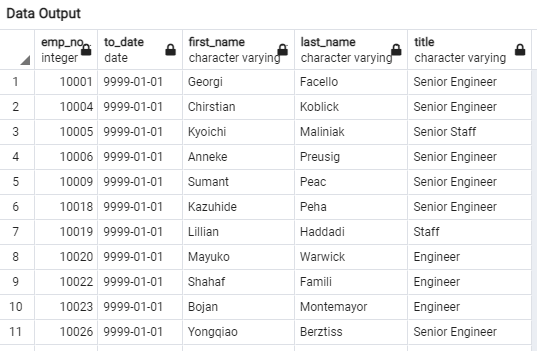 Data Output
emp_no to_date first_name last_name title
integer date character varying character varying character varying
1 10001 9999-01-01 Georgi Facello Senior Engineer
2 10004 9999-01-01 Chirstian Koblick Senior Engineer
3 10005 9999-01-01 Kyoichi Maliniak Senior Staff
4 10006 9999-01-01 Anneke Preusig Senior Engineer
5 10009 9999-01-01 Sumant Peac Senior Engineer
6 10018 9999-01-01 Kazuhide Peha Senior Engineer
7 10019 9999-01-01 Lillian Haddadi Staff
8 10020 9999-01-01 Mayuko Warwick Engineer
9 10022 9999-01-01 Shahaf Famili Engineer
10 10023 9999-01-01 Bojan Montemayor Engineer
11 10026 9999-01-01 Yongqiao Berztiss Senior Engineer